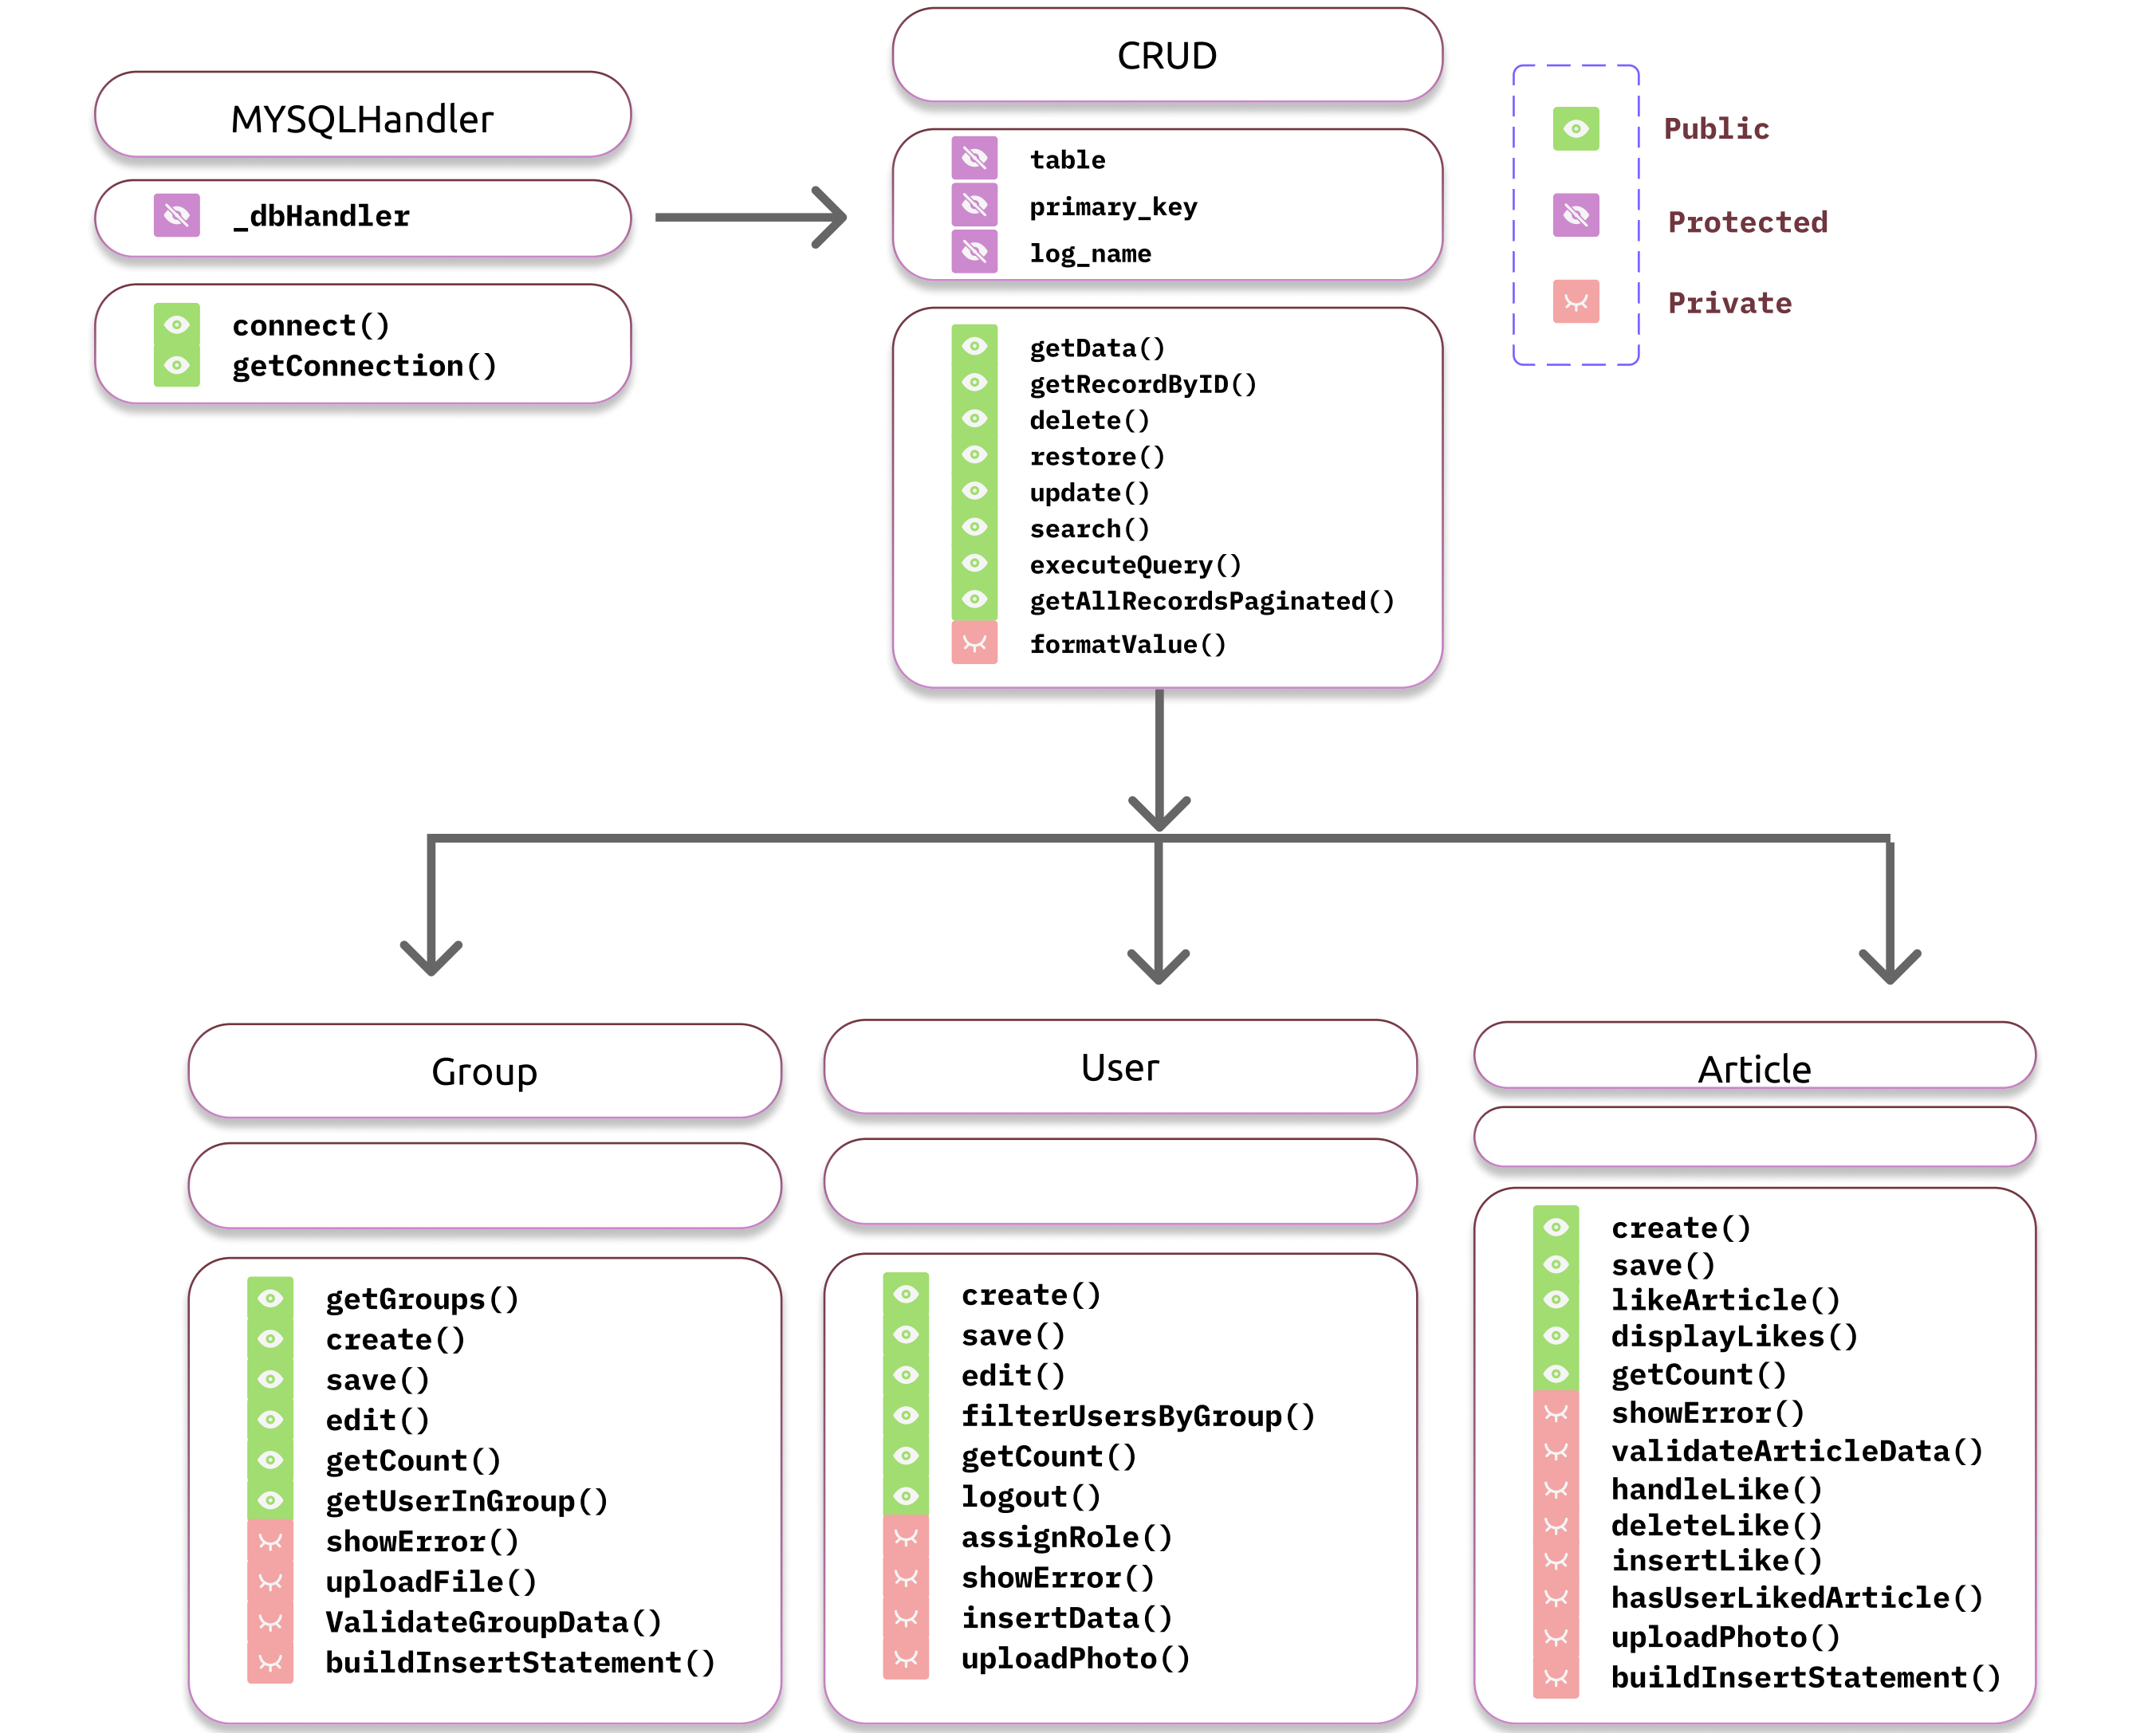 MYSQLHandler
_dbHandler
connect()
getConnection()
CRUD
table
primary_key
log_name
getData()
getRecordByID()
delete()
restore()
update()
search()
executeQuery()
getAllRecordsPaginated()
formatValue()
Public
Protected
Private
Group
getGroups()
create()
save()
edit()
getCount()
getUserInGroup()
showError()
uploadFile()
ValidateGroupData()
buildInsertStatement()
User
create()
save()
edit()
filterUsersByGroup()
getCount()
logout()
assignRole()
showError()
insertData()
uploadPhoto()
Article
create()
save()
likeArticle()
displayLikes()
getCount()
showError()
validateArticleData()
handleLike()
deleteLike()
insertLike()
hasUserLikedArticle()
uploadPhoto()
buildInsertStatement()